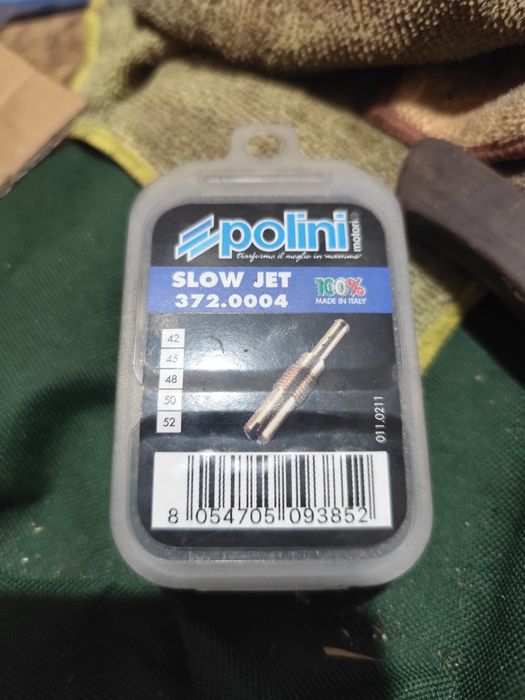 polini
motori
trasforma il meglio in massimo
SLOW JET
372.0004
100%
MADE IN ITALY
42
45
48
50
52
011.0211
8 054705 093852